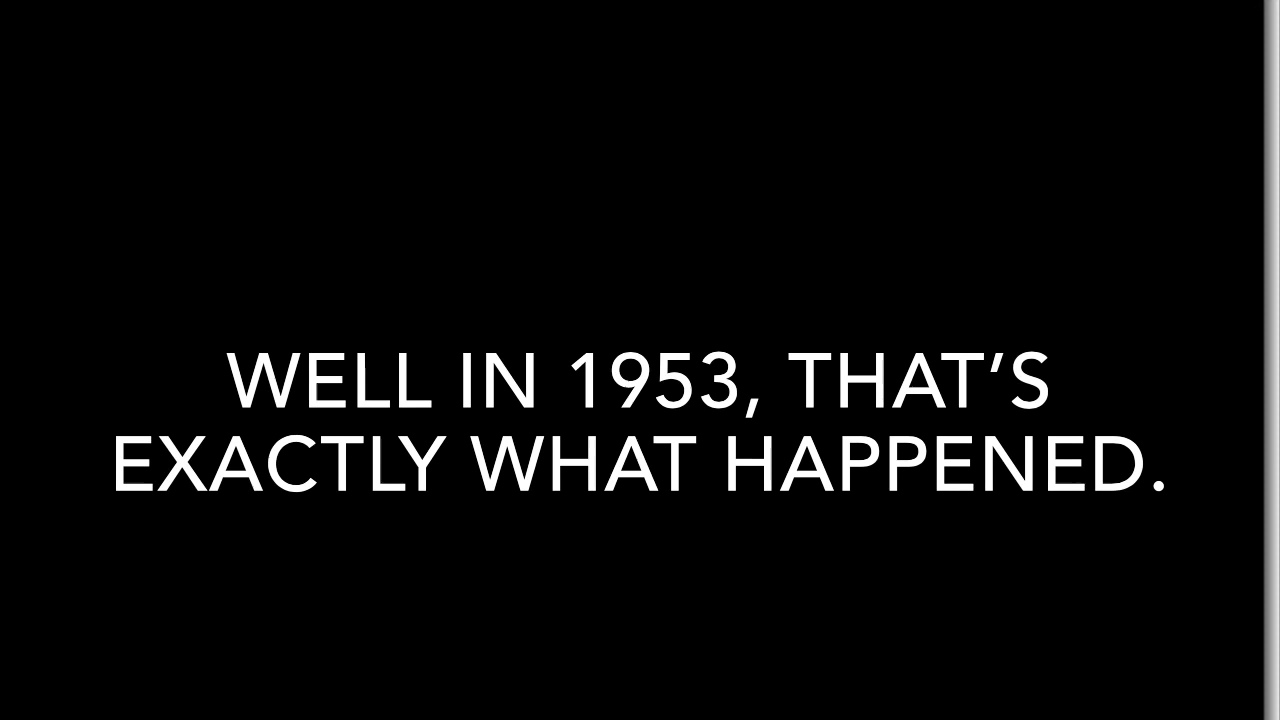 WELL IN 1953, THAT’S
EXACTLY WHAT HAPPENED.